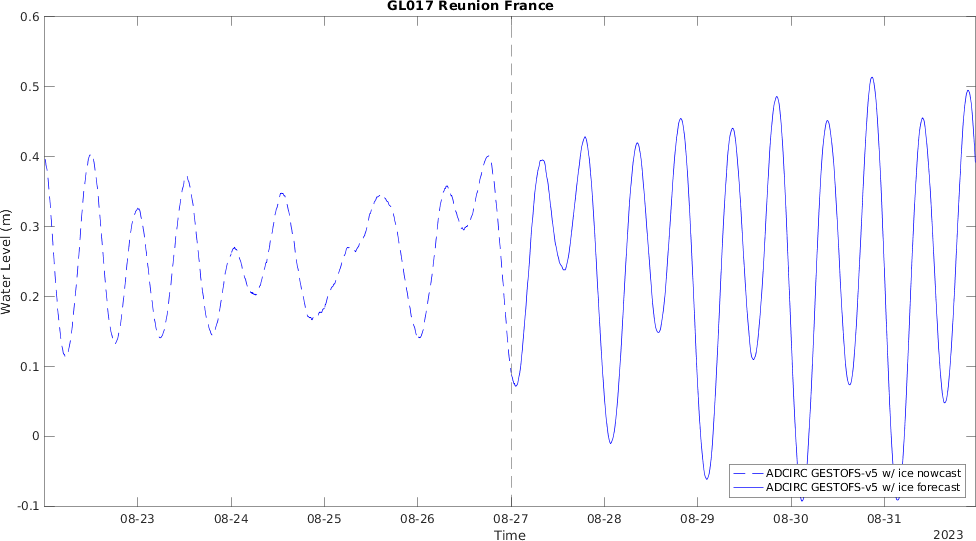 GL017 Reunion France
Water Level (m)
0.6
0.5
0.4
0.3
0.2
0.1
0
-0.1
08-23 08-24 08-25 08-26 08-27 08-28 08-29 08-30 08-31
Time
2023
ADCIRC GESTOFS-v5 w/ ice nowcast
ADCIRC GESTOFS-v5 w/ ice forecast